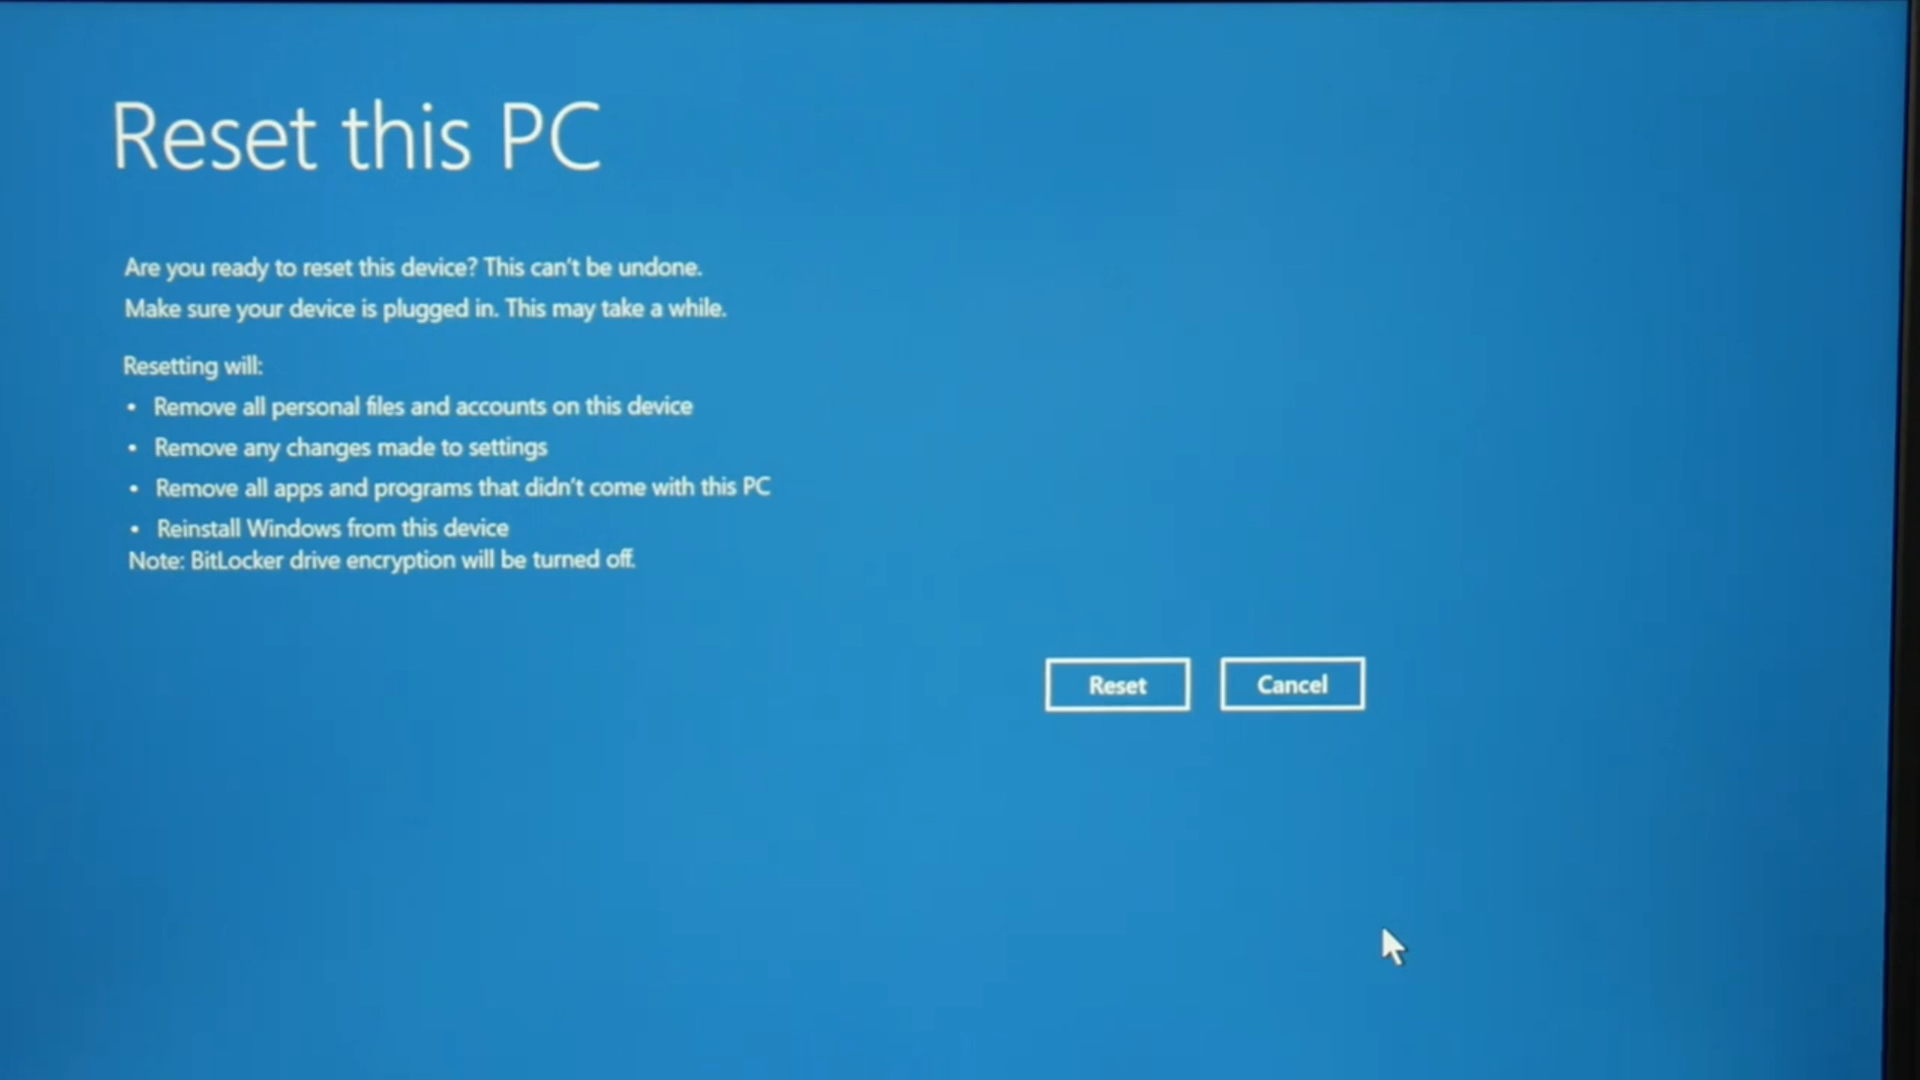 Reset this PC
Are you ready to reset this device? This can't be undone.
Make sure your device is plugged in. This may take a while.
Resetting will:
• Remove all personal files and accounts on this device
• Remove any changes made to settings
• Remove all apps and programs that didn't come with this PC
• Reinstall Windows from this device
Note: BitLocker drive encryption will be turned off.
Reset Cancel